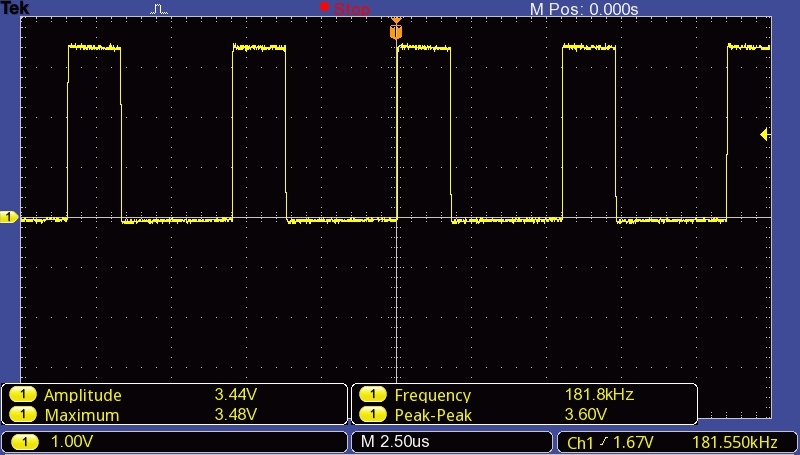 Tek Stop M Pos: 0.000s
T
1
1 Amplitude 3.44V 1 Frequency 181.8kHz
1 Maximum 3.48V 1 Peak-Peak 3.60V
1 1.00V M 2.50us Ch1 1.67V 181.550kHz